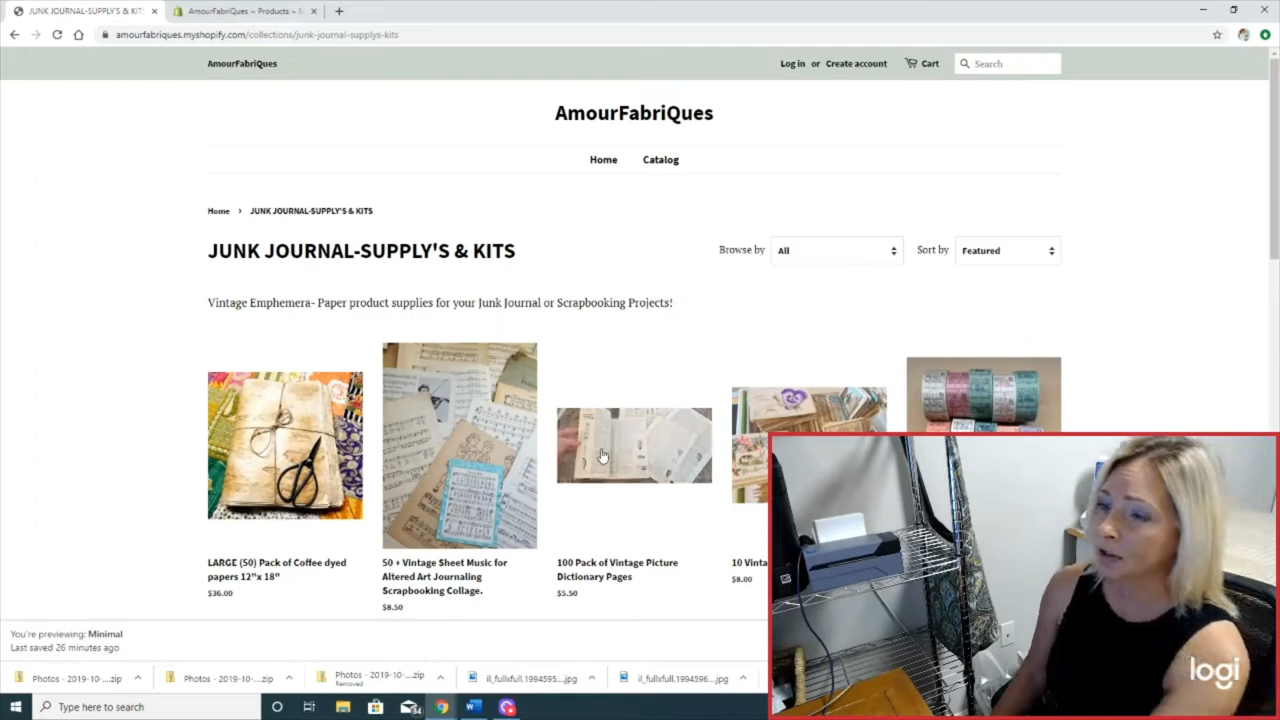 JUNK JOURNAL-SUPPLY'S & KITS
AmourFabriQues ~ Products ~
amourfabriques.myshopify.com/collections/junk-journal-supplys-kits
AmourFabriQues
Log in or Create account Cart Search
AmourFabriQues
Home Catalog
Home › JUNK JOURNAL-SUPPLY'S & KITS
JUNK JOURNAL-SUPPLY'S & KITS
Browse by All Sort by Featured
Vintage Emphemera- Paper product supplies for your Junk Journal or Scrapbooking Projects!
LARGE (50) Pack of Coffee dyed
papers 12"x 18"
$36.00
50 + Vintage Sheet Music for
Altered Art Journaling
Scrapbooking Collage.
$8.50
100 Pack of Vintage Picture
Dictionary Pages
$5.50
10 Vinta
$8.00
You're previewing: Minimal
Last saved 26 minutes ago
Photos - 2019-10-....zip
Photos - 2019-10-....zip
Photos - 2019-10-....zip
Removed
il_fullxfull.1994595....jpg
il_fullxfull.1994596....jpg
Type here to search
logi